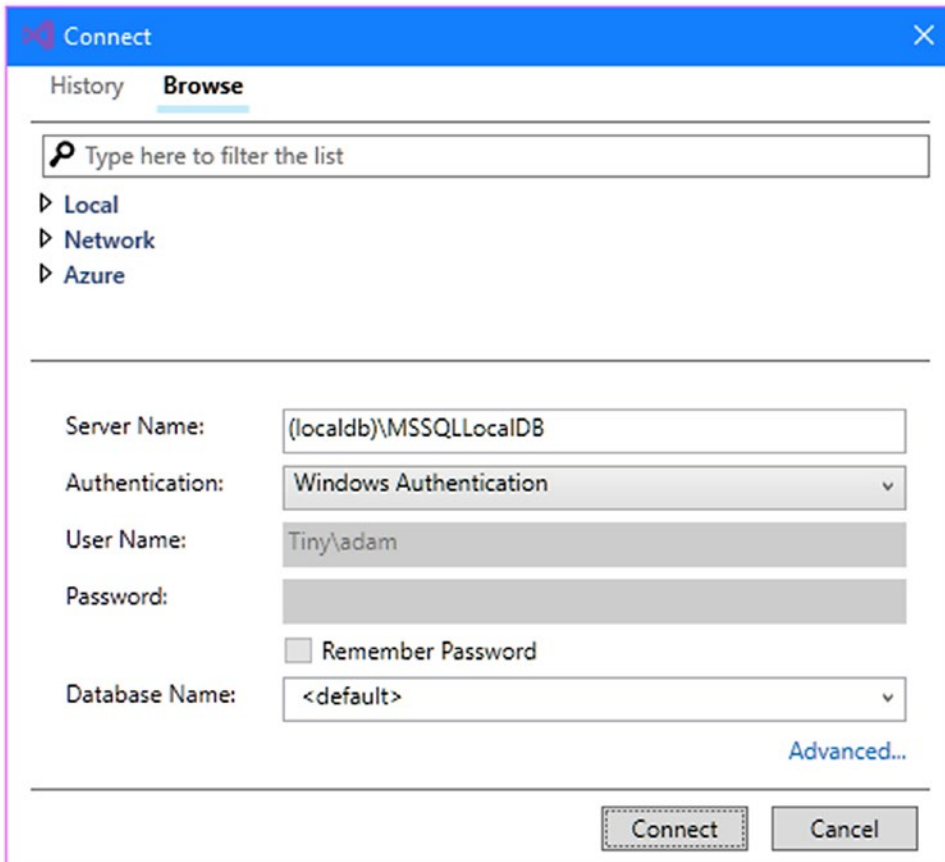 Connect
History Browse
Type here to filter the list
Local
Network
Azure
Server Name: (localdb)\MSSQLLocalDB
Authentication: Windows Authentication
User Name: Tiny\adam
Password:
Remember Password
Database Name: <default>
Advanced...
Connect Cancel